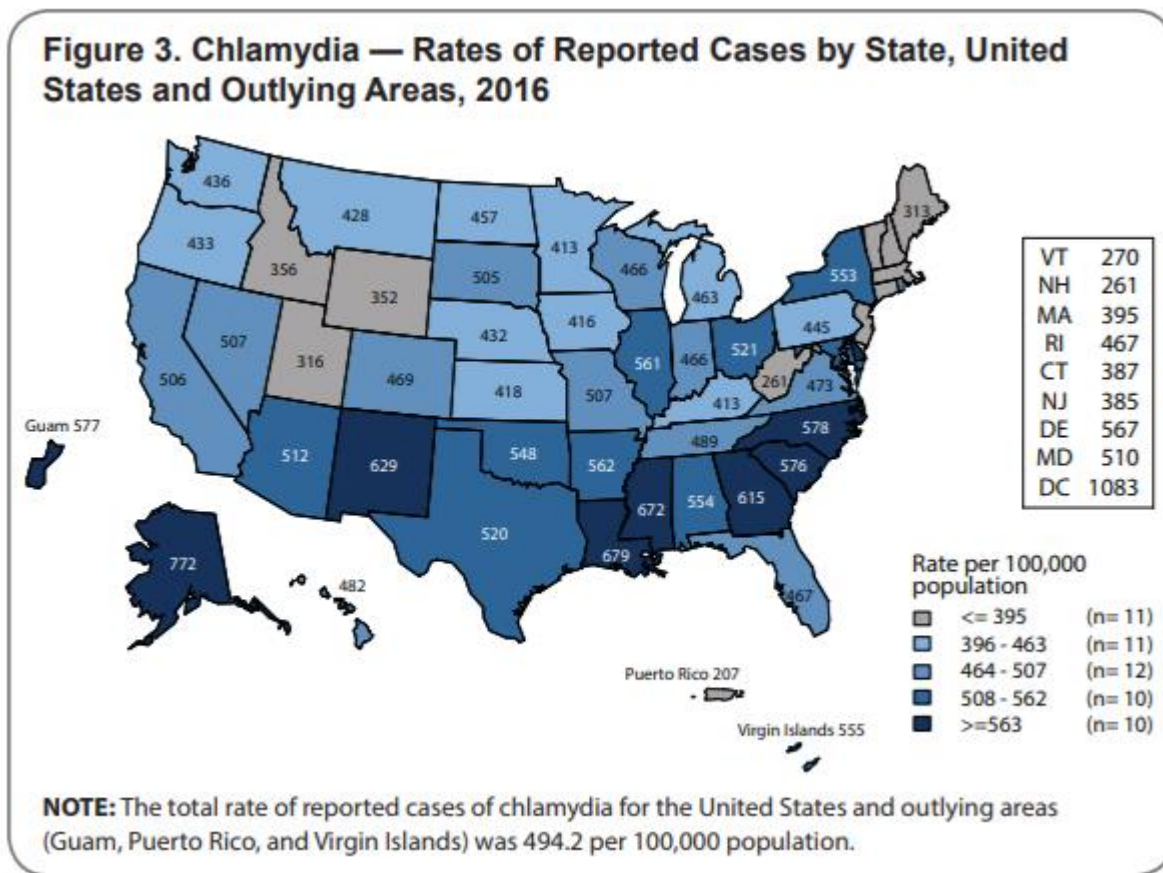 Figure 3. Chlamydia — Rates of Reported Cases by State, United
States and Outlying Areas, 2016
436
428
457
413
433
356
352
505
466
463
553
313
507
316
432
416
445
506
469
418
507
561
466
521
261
473
413
489
578
512
629
548
562
576
520
679
672
554
615
467
Guam 577
772
482
Puerto Rico 207
Virgin Islands 555
VT 270
NH 261
MA 395
RI 467
CT 387
NJ 385
DE 567
MD 510
DC 1083
Rate per 100,000
population
<= 395 (n= 11)
396 - 463 (n= 11)
464 - 507 (n= 12)
508 - 562 (n= 10)
>=563 (n= 10)
NOTE: The total rate of reported cases of chlamydia for the United States and outlying areas
(Guam, Puerto Rico, and Virgin Islands) was 494.2 per 100,000 population.